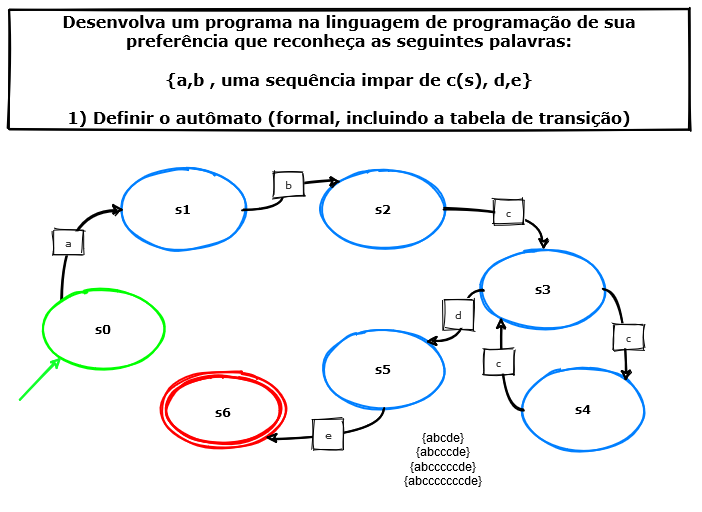 Desenvolva um programa na linguagem de programação de sua
preferência que reconheça as seguintes palavras:
{a,b , uma sequência impar de c(s), d,e}
1) Definir o autômato (formal, incluindo a tabela de transição)
s1
b
s2
c
a
s0
s3
d
c
c
s5
s6
e
s4
{abcde}
{abcccde}
{abcccccde}
{abcccccccde}